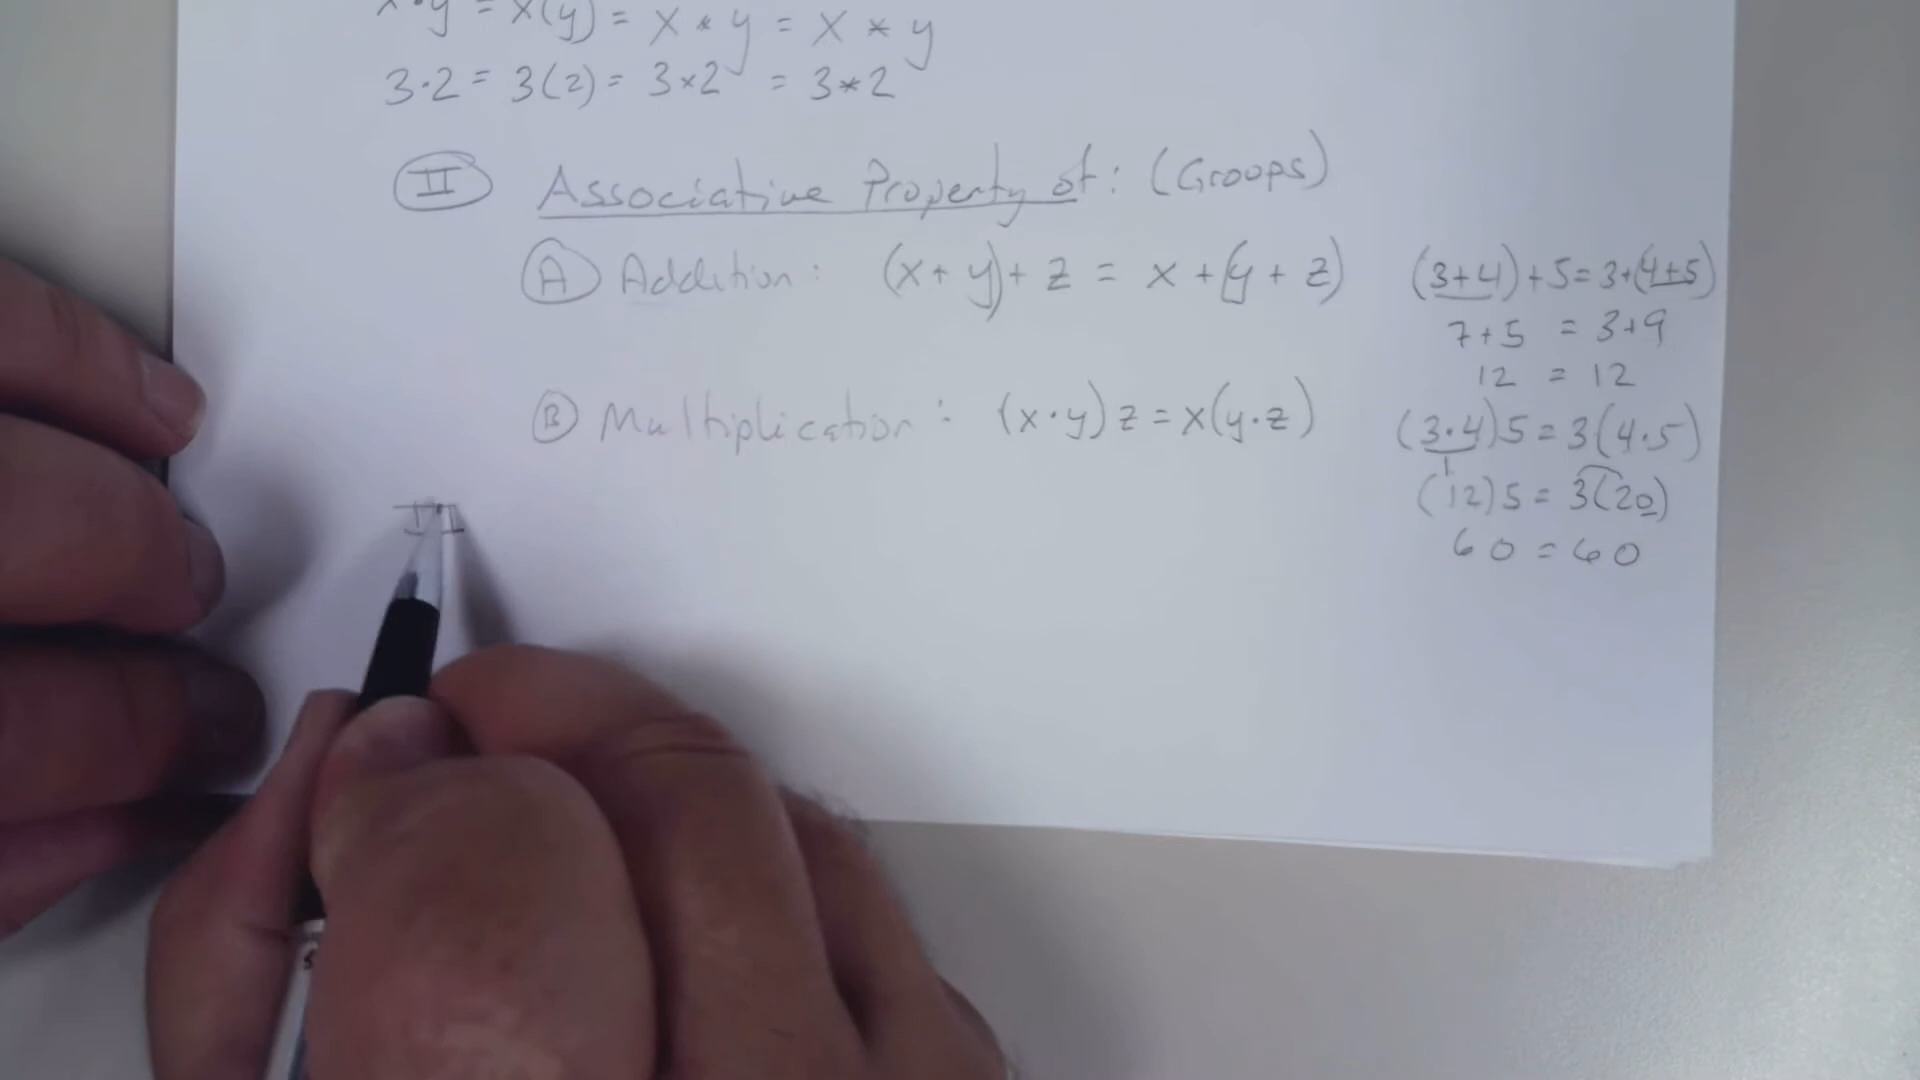 x · y = x(y) = x * y = x * y
3·2 = 3(2) = 3×2 = 3*2
II Associative Property of: (Groops)
A Addition: (x + y) + z = x + (y + z)
(3+4)+5=3+(4+5)
7+5 = 3+9
12 = 12
B Multiplication: (x·y)z = x(y·z)
(3·4)5=3(4·5)
(12)5=3(20)
60=60